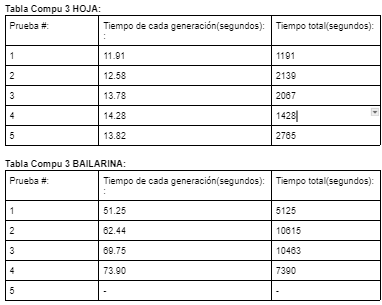 Tabla Compu 3 HOJA:
Prueba #: Tiempo de cada generación(segundos): Tiempo total(segundos):
:
1 11.91 1191
2 12.58 2139
3 13.78 2067
4 14.28 1428
5 13.82 2765
Tabla Compu 3 BAILARINA:
Prueba #: Tiempo de cada generación(segundos): Tiempo total(segundos):
:
1 51.25 5125
2 62.44 10615
3 69.75 10463
4 73.90 7390
5 - -